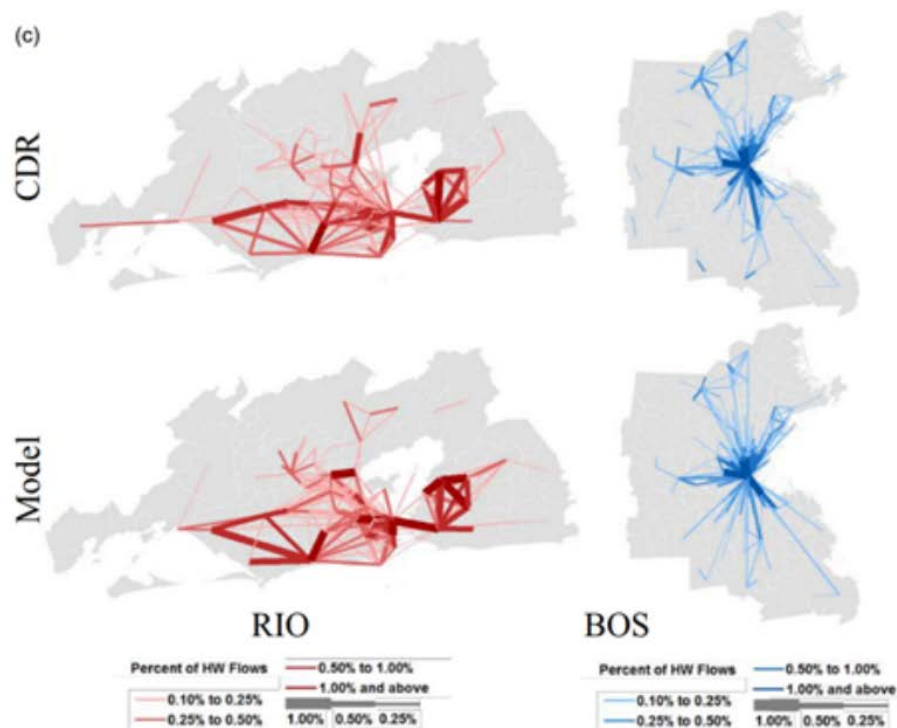 (c)
CDR
Model
RIO
BOS
Percent of HW Flows
0.10% to 0.25%
0.25% to 0.50%
0.50% to 1.00%
1.00% and above
1.00% 0.50% 0.25%
Percent of HW Flows
0.10% to 0.25%
0.25% to 0.50%
0.50% to 1.00%
1.00% and above
1.00% 0.50% 0.25%